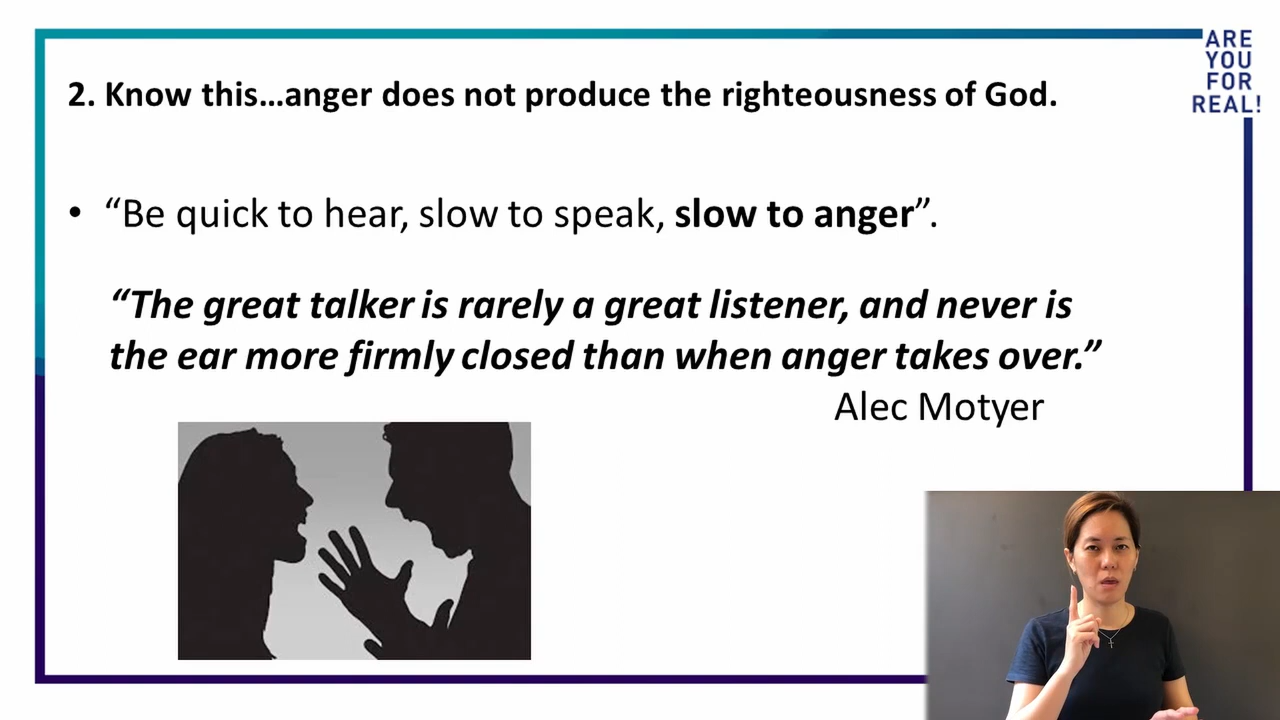 ARE
YOU
FOR
REAL!
2. Know this...anger does not produce the righteousness of God.
• “Be quick to hear, slow to speak, slow to anger”.
“The great talker is rarely a great listener, and never is
the ear more firmly closed than when anger takes over.”
Alec Motyer